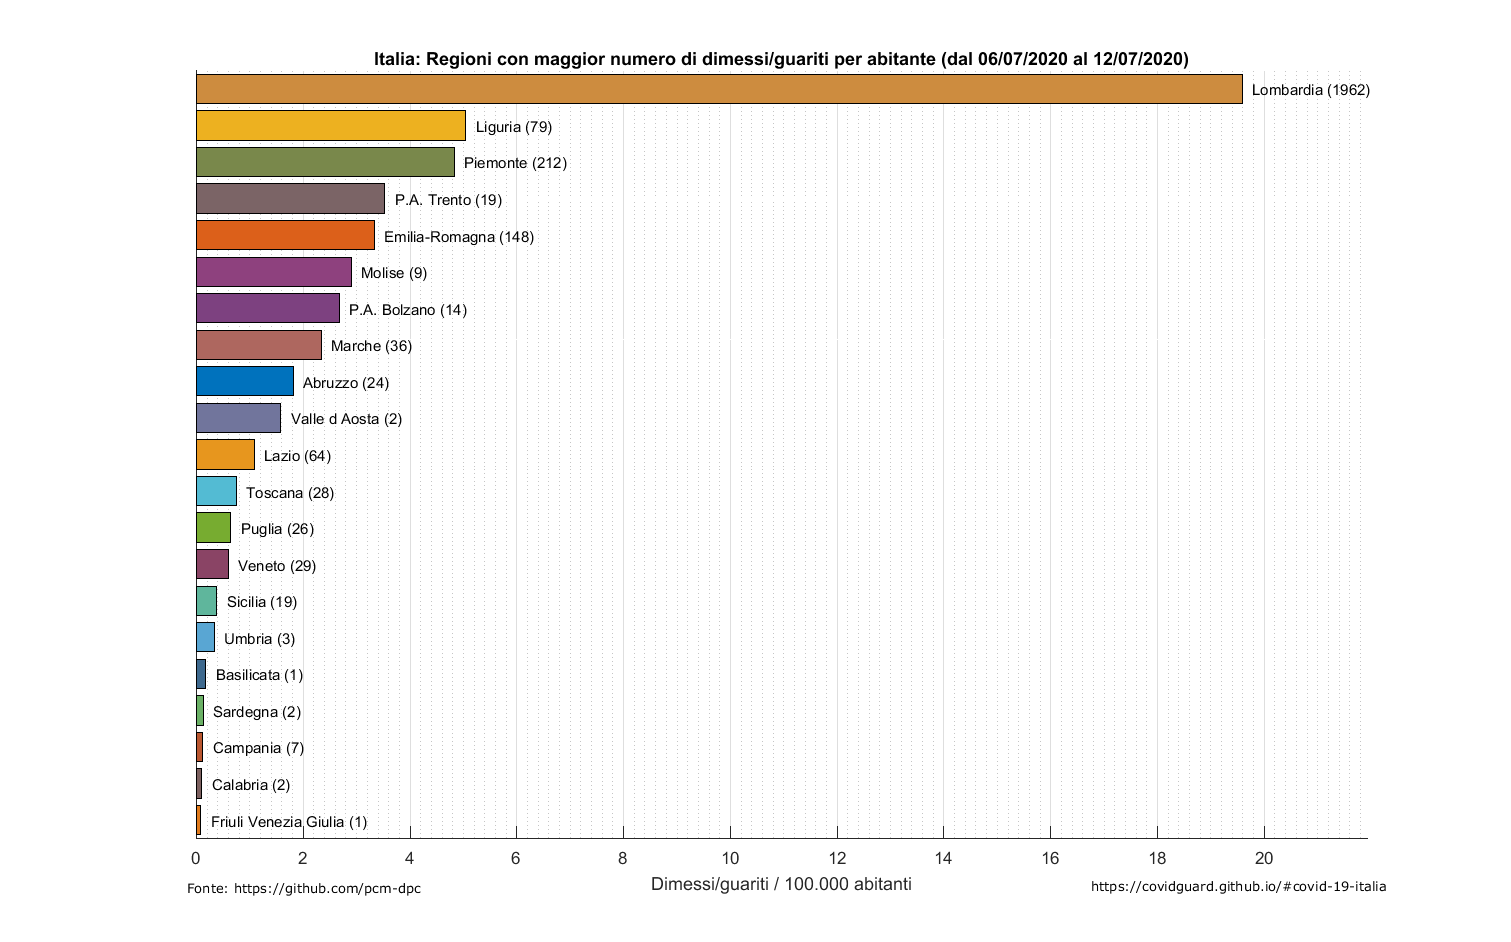 Italia: Regioni con maggior numero di dimessi/guariti per abitante (dal 06/07/2020 al 12/07/2020)
Lombardia (1962)
Liguria (79)
Piemonte (212)
P.A. Trento (19)
Emilia-Romagna (148)
Molise (9)
P.A. Bolzano (14)
Marche (36)
Abruzzo (24)
Valle d Aosta (2)
Lazio (64)
Toscana (28)
Puglia (26)
Veneto (29)
Sicilia (19)
Umbria (3)
Basilicata (1)
Sardegna (2)
Campania (7)
Calabria (2)
Friuli Venezia Giulia (1)
0 2 4 6 8 10 12 14 16 18 20
Dimessi/guariti / 100.000 abitanti
Fonte: https://github.com/pcm-dpc
https://covidguard.github.io/#covid-19-italia